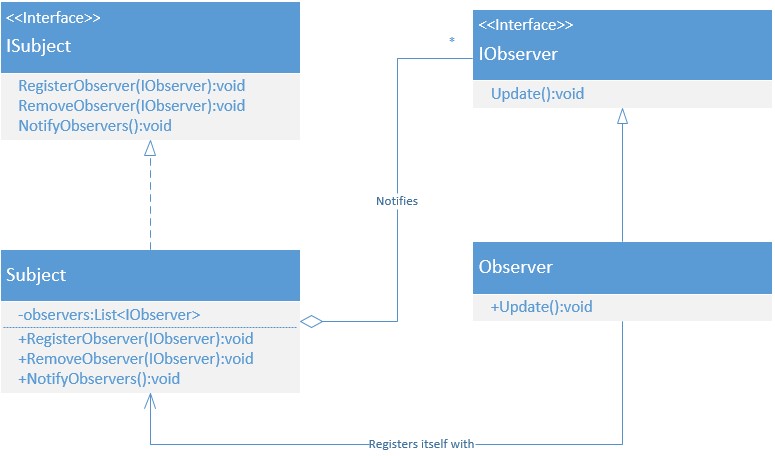 <<Interface>>
ISubject
RegisterObserver(IObserver):void
RemoveObserver(IObserver):void
NotifyObservers():void
*
<<Interface>>
IObserver
Update():void
Notifies
Subject
-observers:List<IObserver>
+RegisterObserver(IObserver):void
+RemoveObserver(IObserver):void
+NotifyObservers():void
Observer
+Update():void
Registers itself with